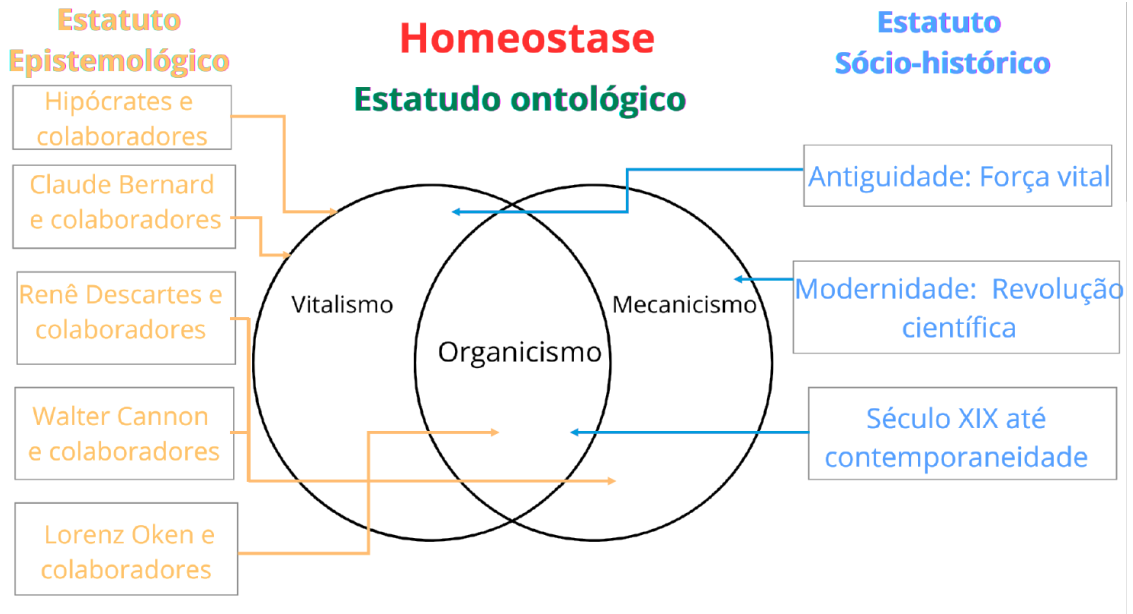 Estatuto
Epistemológico
Homeostase
Estatudo ontológico
Estatuto
Sócio-histórico
Hipócrates e
colaboradores
Claude Bernard
e colaboradores
Renê Descartes e
colaboradores
Walter Cannon
e colaboradores
Lorenz Oken e
colaboradores
Vitalismo
Organicismo
Mecanicismo
Antiguidade: Força vital
Modernidade: Revolução
científica
Século XIX até
contemporaneidade